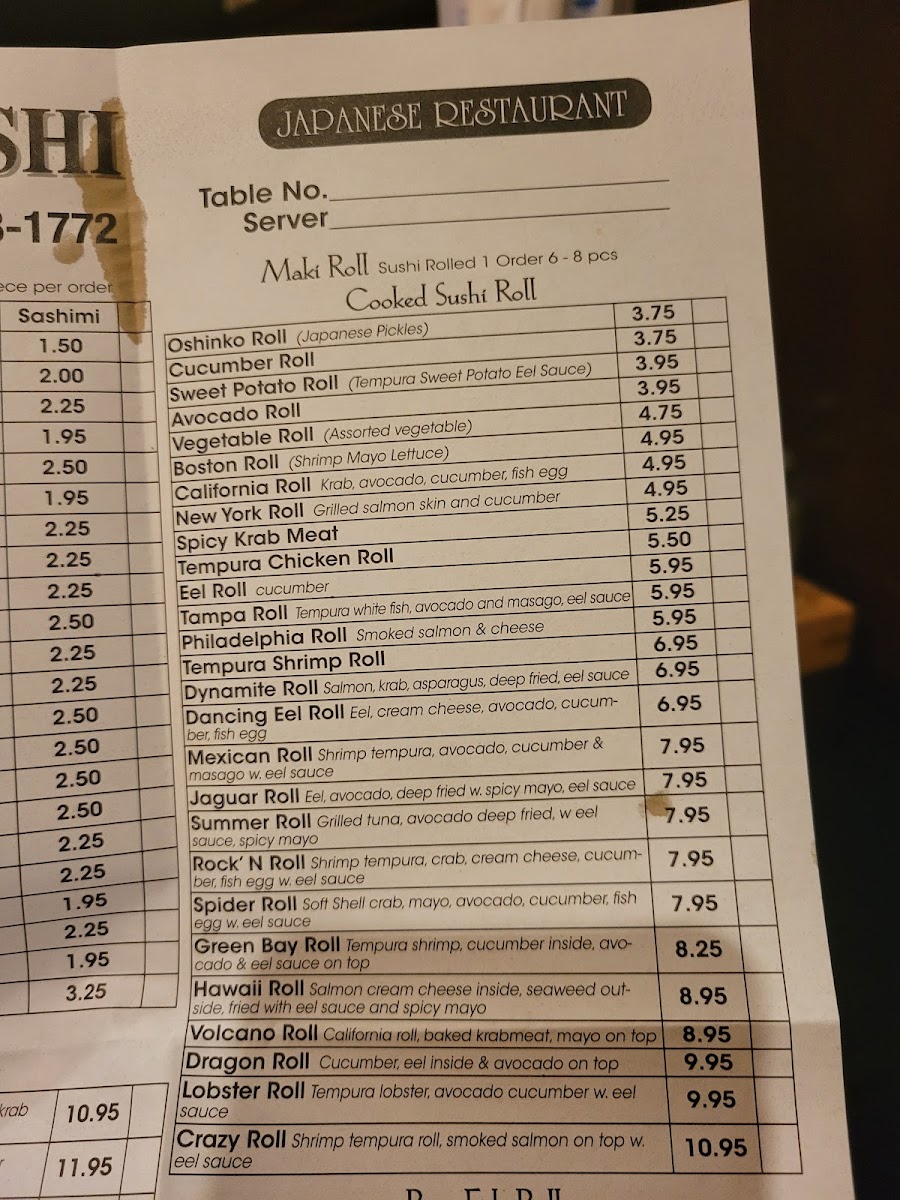 SHI
-1772
ece per order
Sashimi
1.50
2.00
2.25
1.95
2.50
1.95
2.25
2.25
2.25
2.50
2.25
2.25
2.50
2.50
2.50
2.50
2.25
2.25
1.95
2.25
1.95
3.25
krab 10.95
11.95
JAPANESE RESTAURANT
Table No.
Server
Maki Roll Sushi Rolled 1 Order 6 - 8 pcs
Cooked Sushi Roll
Oshinko Roll (Japanese Pickles) 3.75
Cucumber Roll 3.75
Sweet Potato Roll (Tempura Sweet Potato Eel Sauce) 3.95
Avocado Roll 3.95
Vegetable Roll (Assorted vegetable) 4.75
Boston Roll (Shrimp Mayo Lettuce) 4.95
California Roll Krab, avocado, cucumber, fish egg 4.95
New York Roll Grilled salmon skin and cucumber 4.95
Spicy Krab Meat 5.25
Tempura Chicken Roll 5.50
Eel Roll cucumber 5.95
Tampa Roll Tempura white fish, avocado and masago, eel sauce 5.95
Philadelphia Roll Smoked salmon & cheese 5.95
Tempura Shrimp Roll 6.95
Dynamite Roll Salmon, krab, asparagus, deep fried, eel sauce 6.95
Dancing Eel Roll Eel, cream cheese, avocado, cucum- 6.95
ber, fish egg
Mexican Roll Shrimp tempura, avocado, cucumber & 7.95
masago w. eel sauce
Jaguar Roll Eel, avocado, deep fried w. spicy mayo, eel sauce 7.95
Summer Roll Grilled tuna, avocado deep fried, w eel 7.95
sauce, spicy mayo
Rock' N Roll Shrimp tempura, crab, cream cheese, cucum- 7.95
ber, fish egg w. eel sauce
Spider Roll Soft Shell crab, mayo, avocado, cucumber, fish 7.95
egg w. eel sauce
Green Bay Roll Tempura shrimp, cucumber inside, avo- 8.25
cado & eel sauce on top
Hawaii Roll Salmon cream cheese inside, seaweed out- 8.95
side, fried with eel sauce and spicy mayo
Volcano Roll California roll, baked krabmeat, mayo on top 8.95
Dragon Roll Cucumber, eel inside & avocado on top 9.95
Lobster Roll Tempura lobster, avocado cucumber w. eel 9.95
sauce
Crazy Roll Shrimp tempura roll, smoked salmon on top w. 10.95
eel sauce